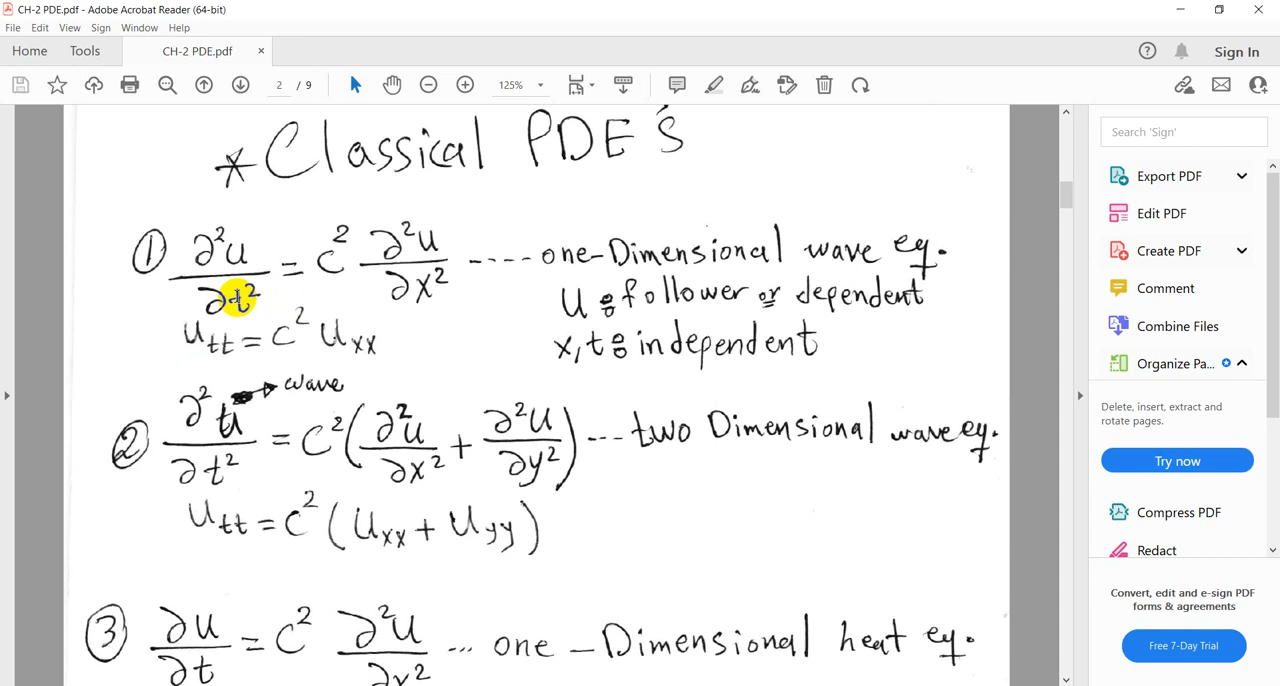 CH-2 PDE.pdf - Adobe Acrobat Reader (64-bit)
File Edit View Sign Window Help
Home Tools CH-2 PDE.pdf × Sign In
2 / 9 125%
* Classical PDE's
① ∂²u/∂t² = c² ∂²u/∂x² ---- one-Dimensional wave eq.
U : follower or dependent
u_tt = c² u_xx
x, t : independent
→ wave
② ∂²u/∂t² = c² (∂²u/∂x² + ∂²u/∂y²) --- two Dimensional wave eq.
u_tt = c² (u_xx + u_yy)
③ ∂u/∂t = c² ∂²u/∂x² ... one - Dimensional heat eq.
Search 'Sign'
Export PDF
Edit PDF
Create PDF
Comment
Combine Files
Organize Pa...
Delete, insert, extract and
rotate pages.
Try now
Compress PDF
Redact
Convert, edit and e-sign PDF
forms & agreements
Free 7-Day Trial